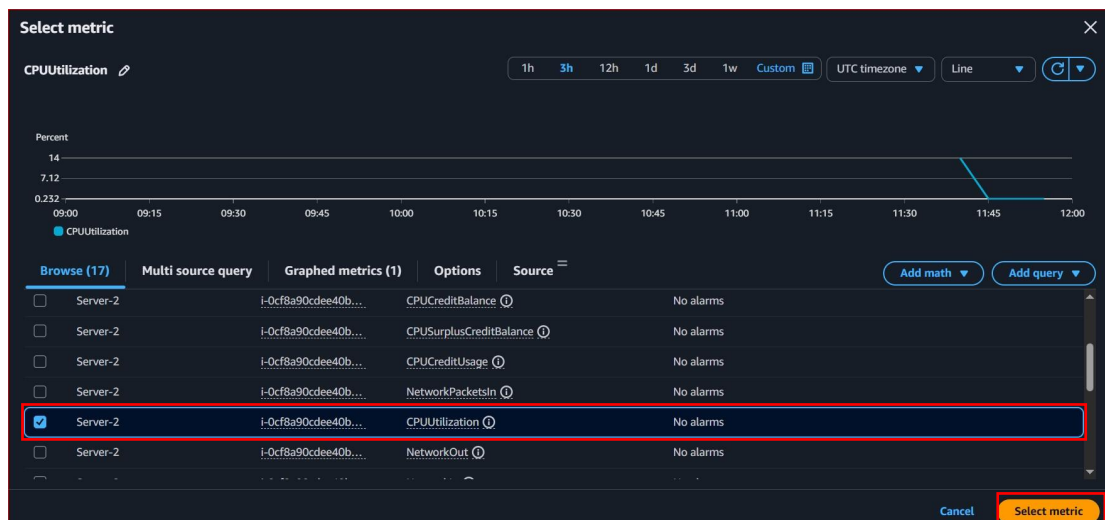 Select metric
CPUUtilization
1h 3h 12h 1d 3d 1w Custom UTC timezone Line
Percent
14
7.12
0.232
09:00 09:15 09:30 09:45 10:00 10:15 10:30 10:45 11:00 11:15 11:30 11:45 12:00
CPUUtilization
Browse (17) Multi source query Graphed metrics (1) Options Source Add math Add query
Server-2 i-0cf8a90cdee40b... CPUCreditBalance No alarms
Server-2 i-0cf8a90cdee40b... CPUSurplusCreditBalance No alarms
Server-2 i-0cf8a90cdee40b... CPUCreditUsage No alarms
Server-2 i-0cf8a90cdee40b... NetworkPacketsIn No alarms
Server-2 i-0cf8a90cdee40b... CPUUtilization No alarms
Server-2 i-0cf8a90cdee40b... NetworkOut No alarms
Cancel Select metric